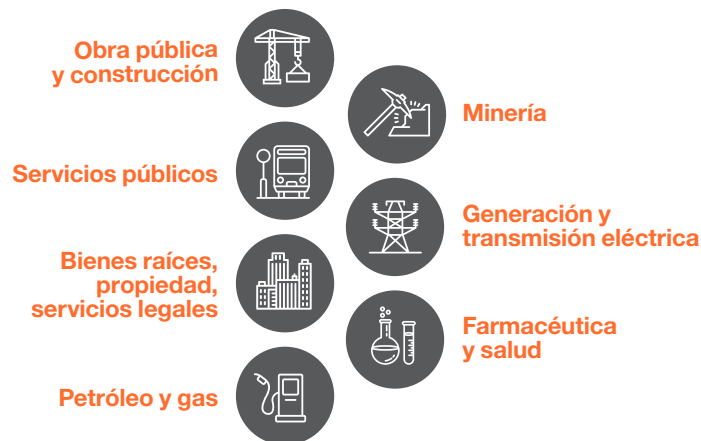 Obra pública
y construcción
Minería
Servicios públicos
Generación y
transmisión eléctrica
Bienes raíces,
propiedad,
servicios legales
Farmacéutica
y salud
Petróleo y gas